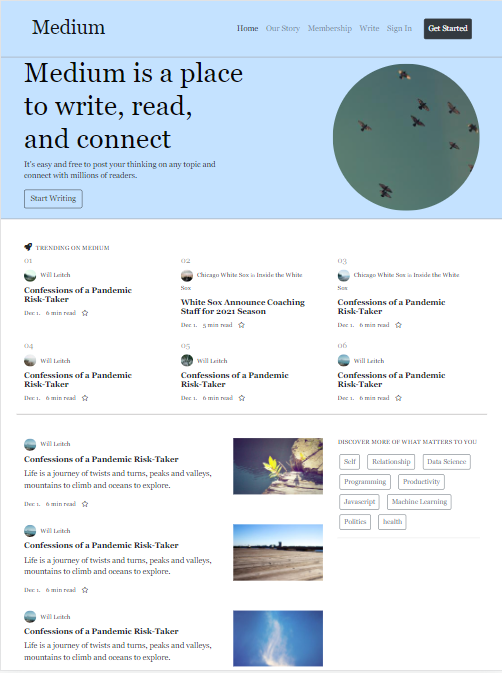 Medium
Home Our Story Membership Write Sign In Get Started
Medium is a place
to write, read,
and connect
It's easy and free to post your thinking on any topic and
connect with millions of readers.
Start Writing
TRENDING ON MEDIUM
01
Will Leitch
Confessions of a Pandemic
Risk-Taker
Dec 1. 6 min read
02
Chicago White Sox in Inside the White
Sox
White Sox Announce Coaching
Staff for 2021 Season
Dec 1. 5 min read
03
Chicago White Sox in Inside the White
Sox
Confessions of a Pandemic
Risk-Taker
Dec 1. 6 min read
04
Will Leitch
Confessions of a Pandemic
Risk-Taker
Dec 1. 6 min read
05
Will Leitch
Confessions of a Pandemic
Risk-Taker
Dec 1. 6 min read
06
Will Leitch
Confessions of a Pandemic
Risk-Taker
Dec 1. 6 min read
Will Leitch
Confessions of a Pandemic Risk-Taker
Life is a journey of twists and turns, peaks and valleys,
mountains to climb and oceans to explore.
Dec 1. 6 min read
Will Leitch
Confessions of a Pandemic Risk-Taker
Life is a journey of twists and turns, peaks and valleys,
mountains to climb and oceans to explore.
Dec 1. 6 min read
Will Leitch
Confessions of a Pandemic Risk-Taker
Life is a journey of twists and turns, peaks and valleys,
mountains to climb and oceans to explore.
DISCOVER MORE OF WHAT MATTERS TO YOU
Self Relationship Data Science
Programming Productivity
Javascript Machine Learning
Politics health